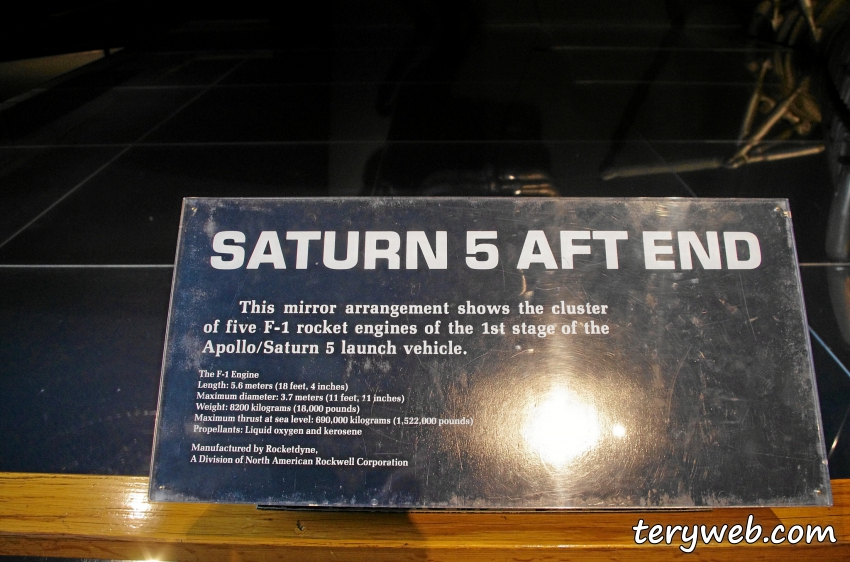 SATURN 5 AFT END
This mirror arrangement shows the cluster
of five F-1 rocket engines of the 1st stage of the
Apollo/Saturn 5 launch vehicle.
The F-1 Engine
Length: 5.6 meters (18 feet, 4 inches)
Maximum diameter: 3.7 meters (11 feet, 11 inches)
Weight: 8200 kilograms (18,000 pounds)
Maximum thrust at sea level: 690,000 kilograms (1,522,000 pounds)
Propellants: Liquid oxygen and kerosene
Manufactured by Rocketdyne,
A Division of North American Rockwell Corporation
teryweb.com